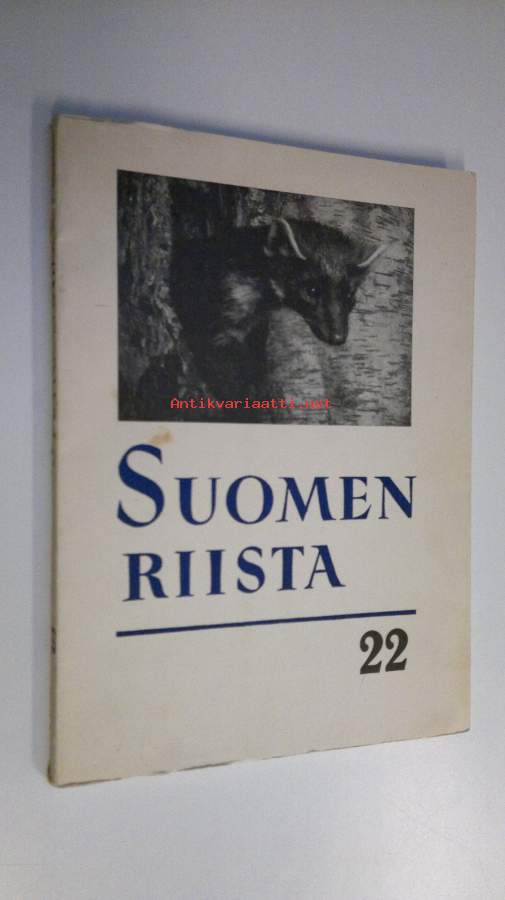 Antikvariaatti.net
SUOMEN
RIISTA
22